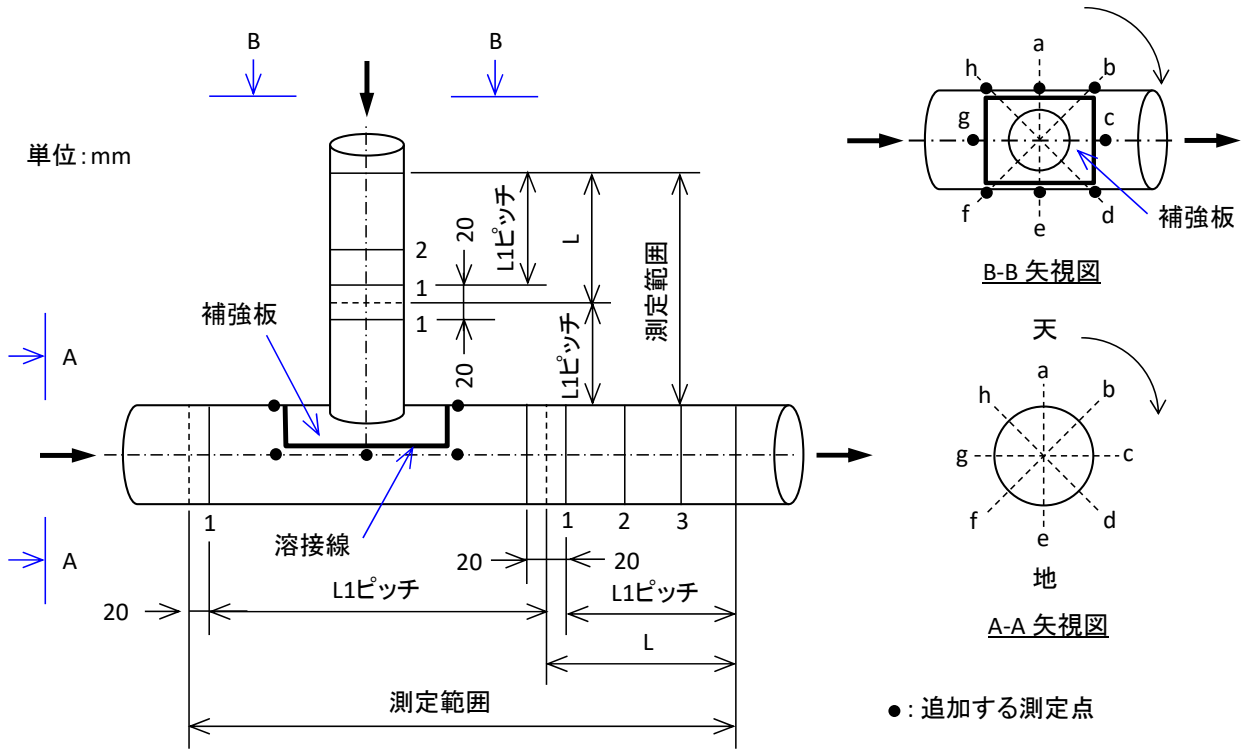 B
B
単位:mm
2
1
1
20
20
L1ピッチ
L
L1ピッチ
測定範囲
補強板
A
A
1
溶接線
1
2
3
20
20
20
L1ピッチ
L1ピッチ
L
測定範囲
a
b
c
d
e
f
g
h
補強板
B-B 矢視図
天
a
b
c
d
e
f
g
h
地
A-A 矢視図
●: 追加する測定点